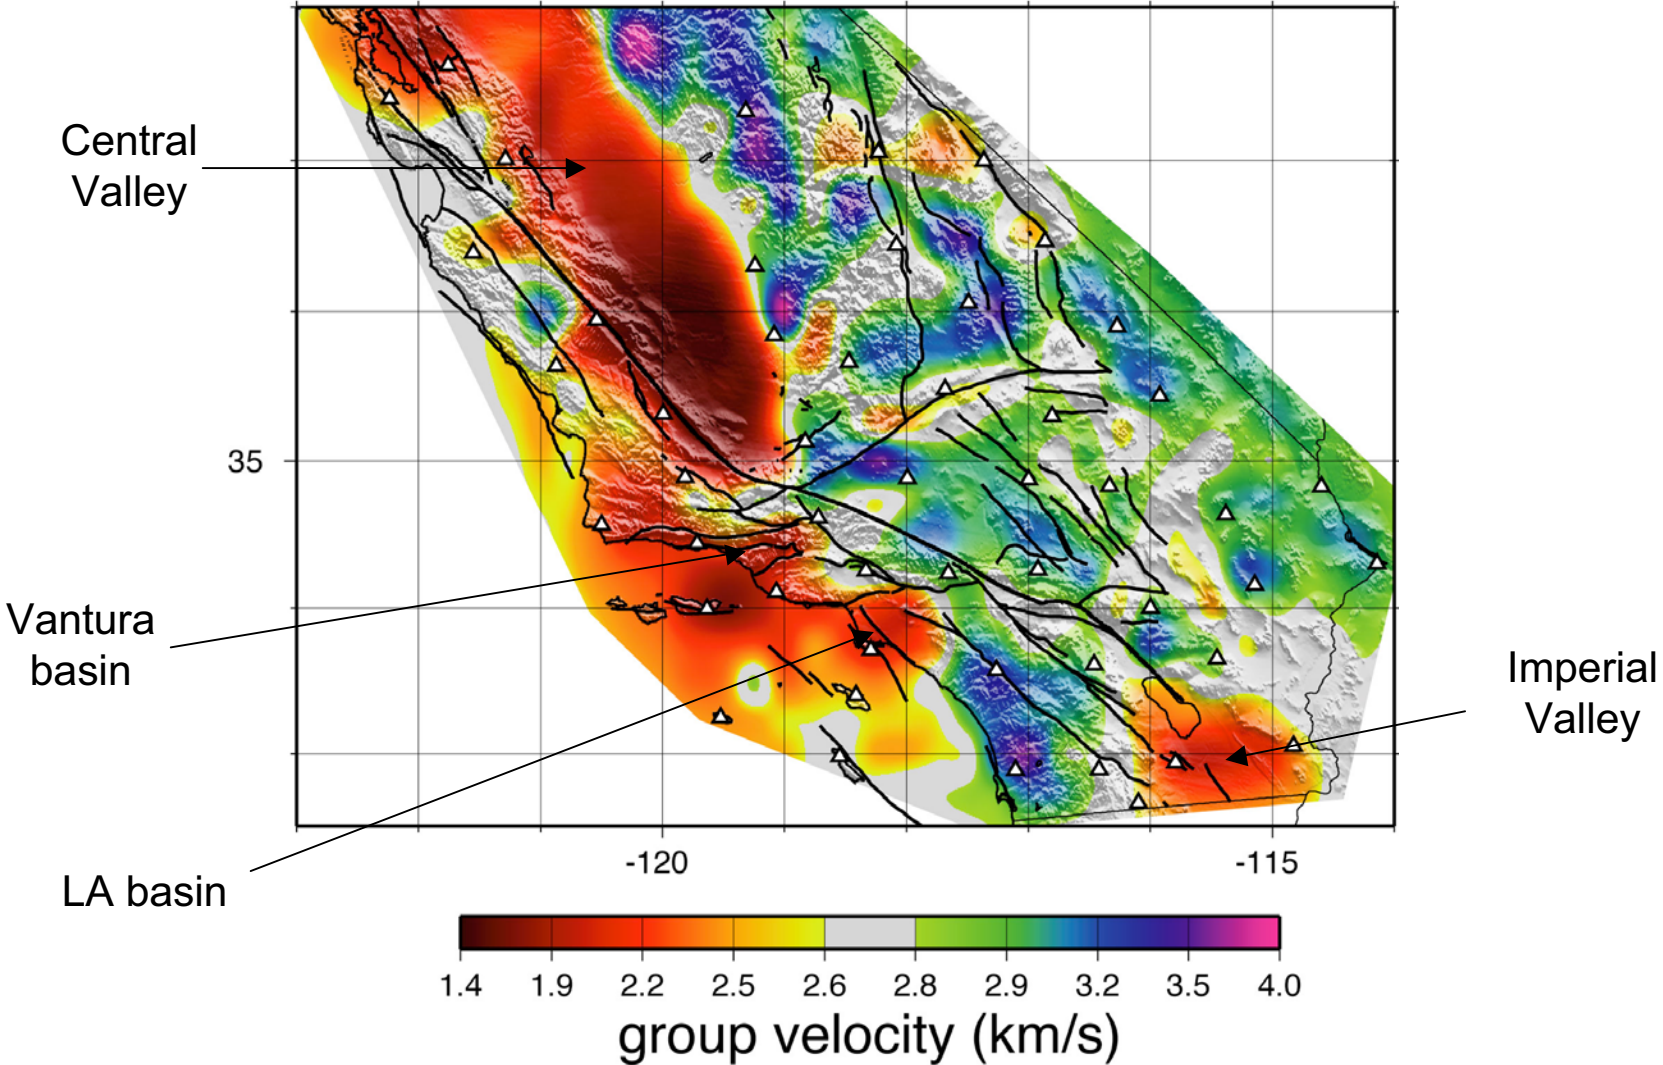 Central
Valley
35
Vantura
basin
Imperial
Valley
LA basin
-120
-115
1.4 1.9 2.2 2.5 2.6 2.8 2.9 3.2 3.5 4.0
group velocity (km/s)